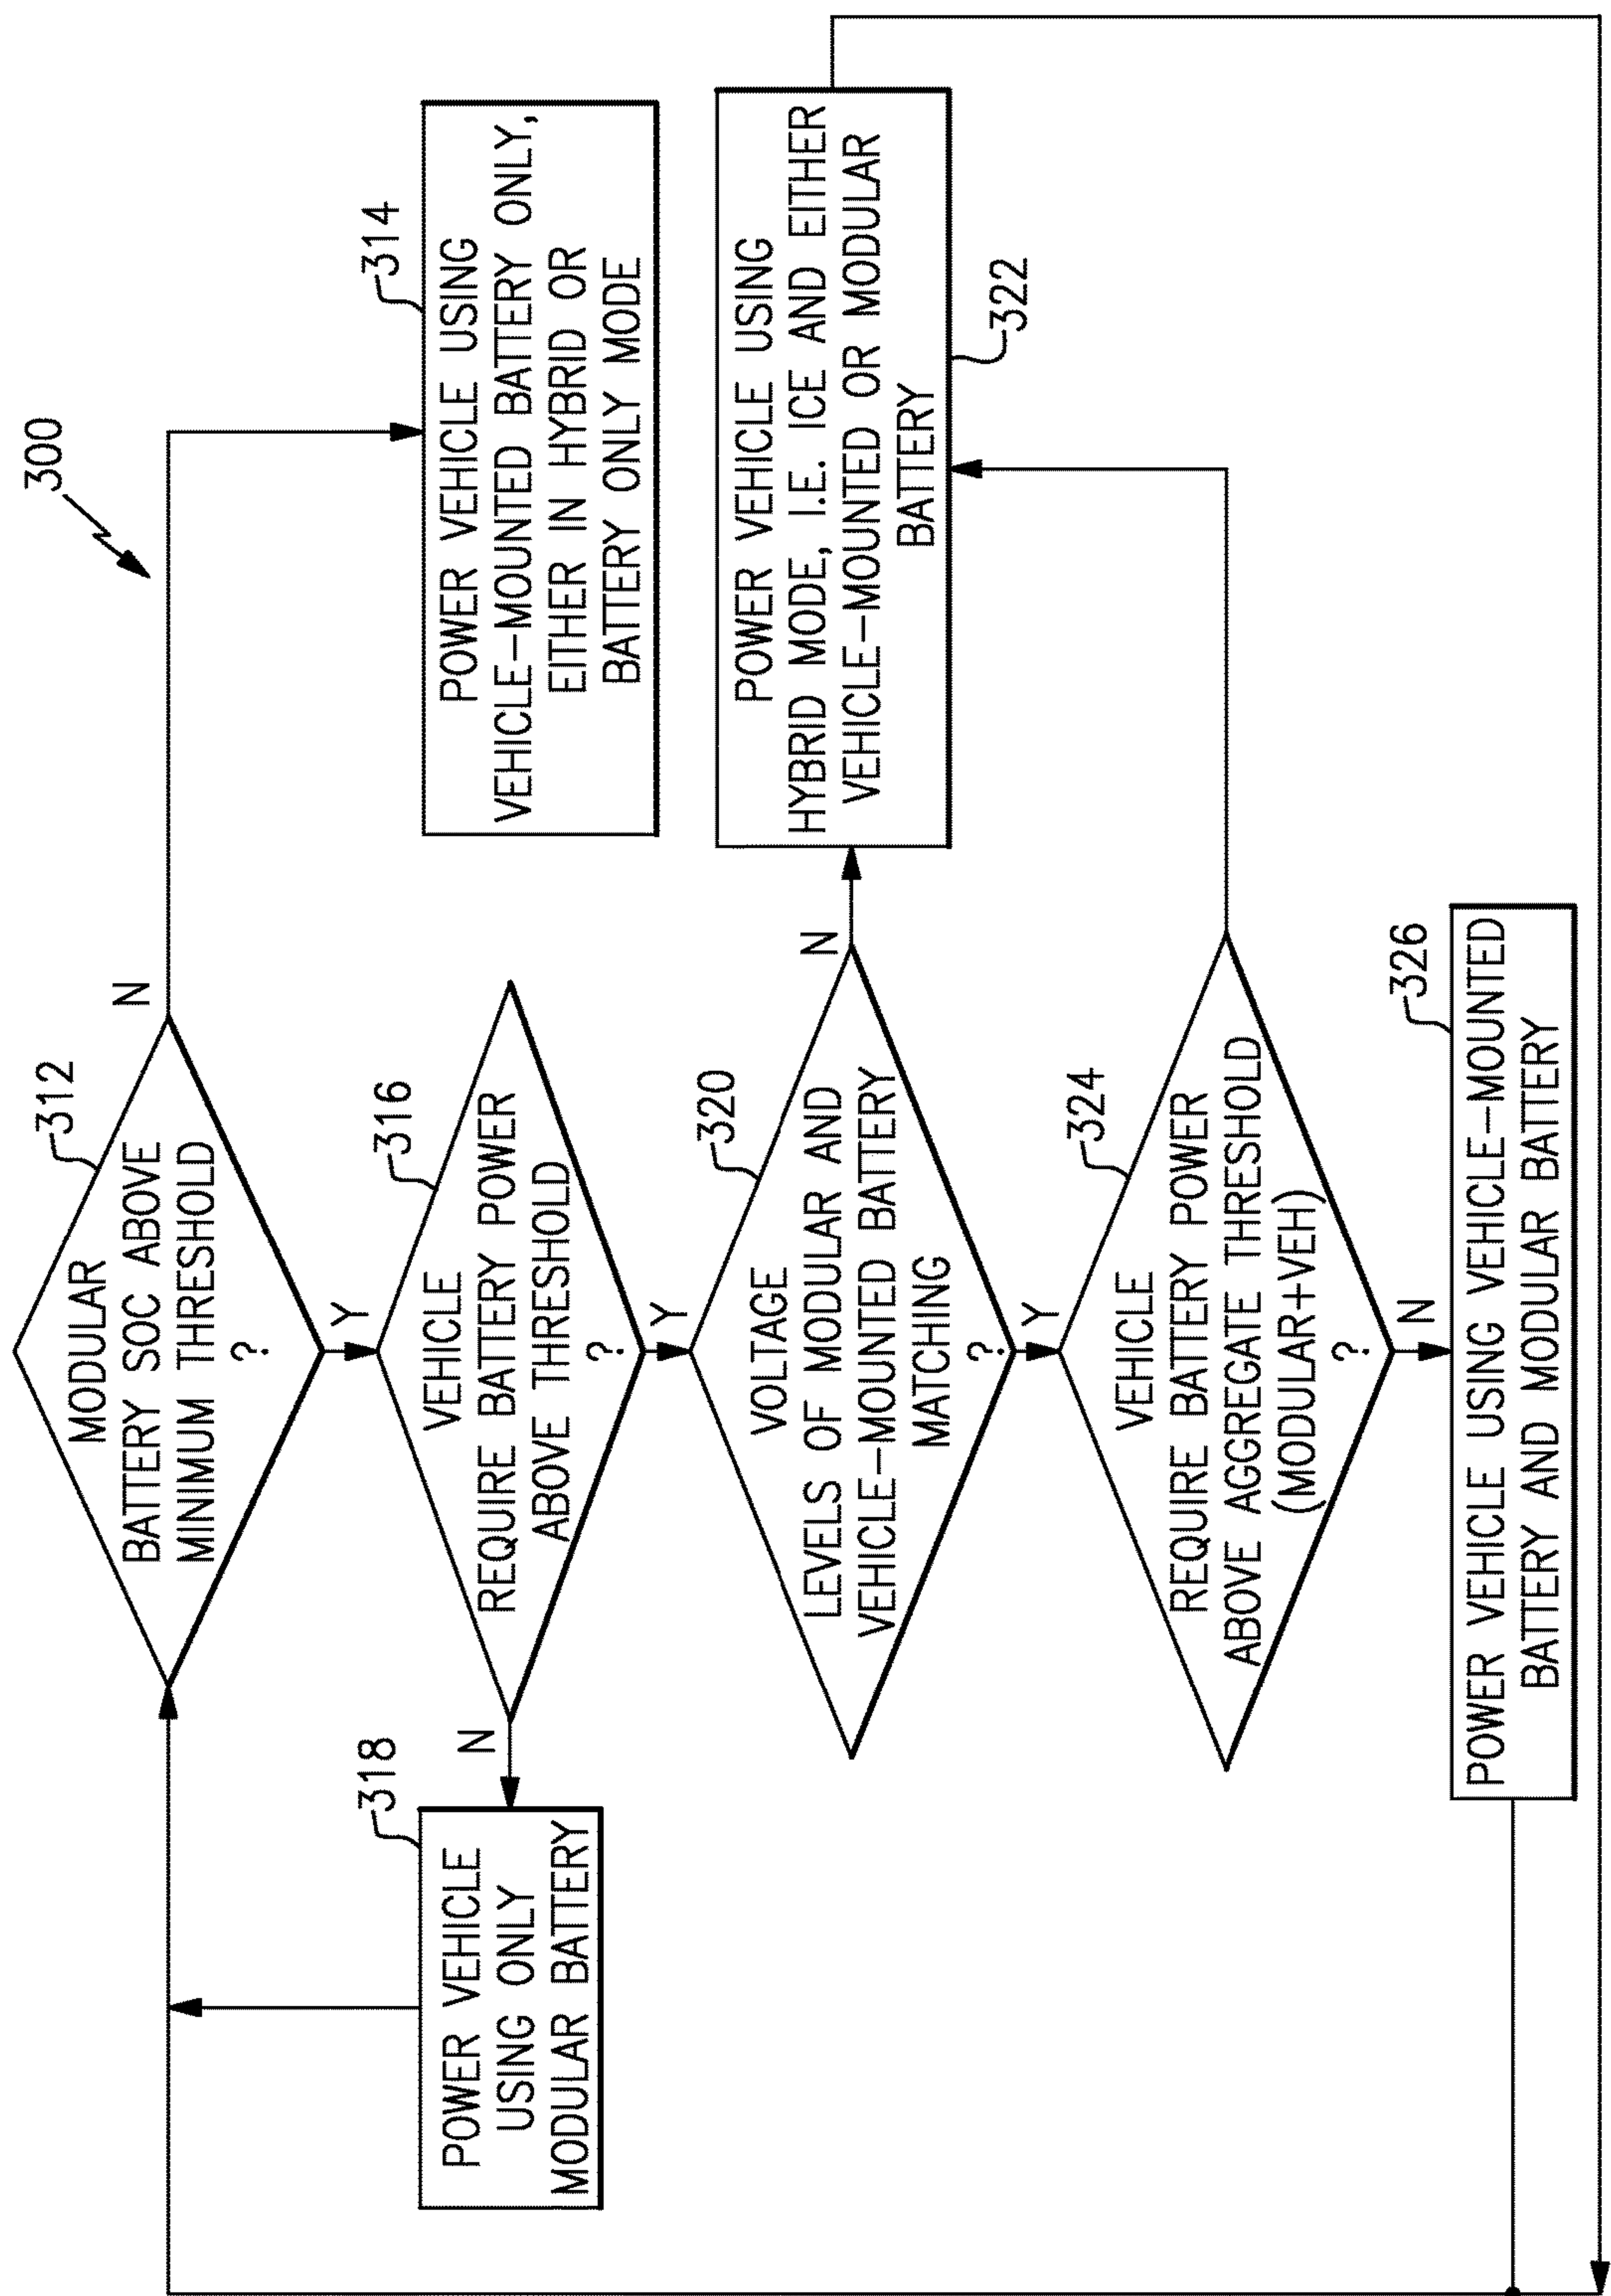 300
312
MODULAR
BATTERY SOC ABOVE
MINIMUM THRESHOLD
?
N
Y
314
POWER VEHICLE USING
VEHICLE-MOUNTED BATTERY ONLY,
EITHER IN HYBRID OR
BATTERY ONLY MODE
316
VEHICLE
REQUIRE BATTERY POWER
ABOVE THRESHOLD
?
N
Y
318
POWER VEHICLE
USING ONLY
MODULAR BATTERY
320
VOLTAGE
LEVELS OF MODULAR AND
VEHICLE-MOUNTED BATTERY
MATCHING
?
N
Y
POWER VEHICLE USING
HYBRID MODE, I.E. ICE AND EITHER
VEHICLE-MOUNTED OR MODULAR
BATTERY
322
324
VEHICLE
REQUIRE BATTERY POWER
ABOVE AGGREGATE THRESHOLD
(MODULAR+VEH)
?
N
326
POWER VEHICLE USING VEHICLE-MOUNTED
BATTERY AND MODULAR BATTERY